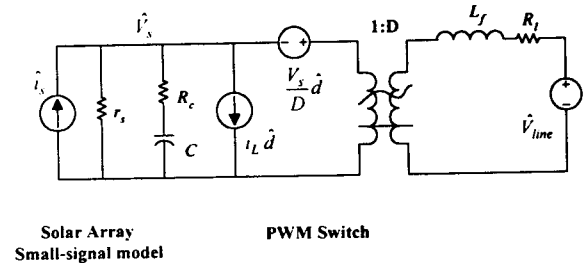 V̂s
1:D
Lf
Rl
îs
rs
Rc
C
iL d̂
Vs/D d̂
V̂line
Solar Array
Small-signal model
PWM Switch